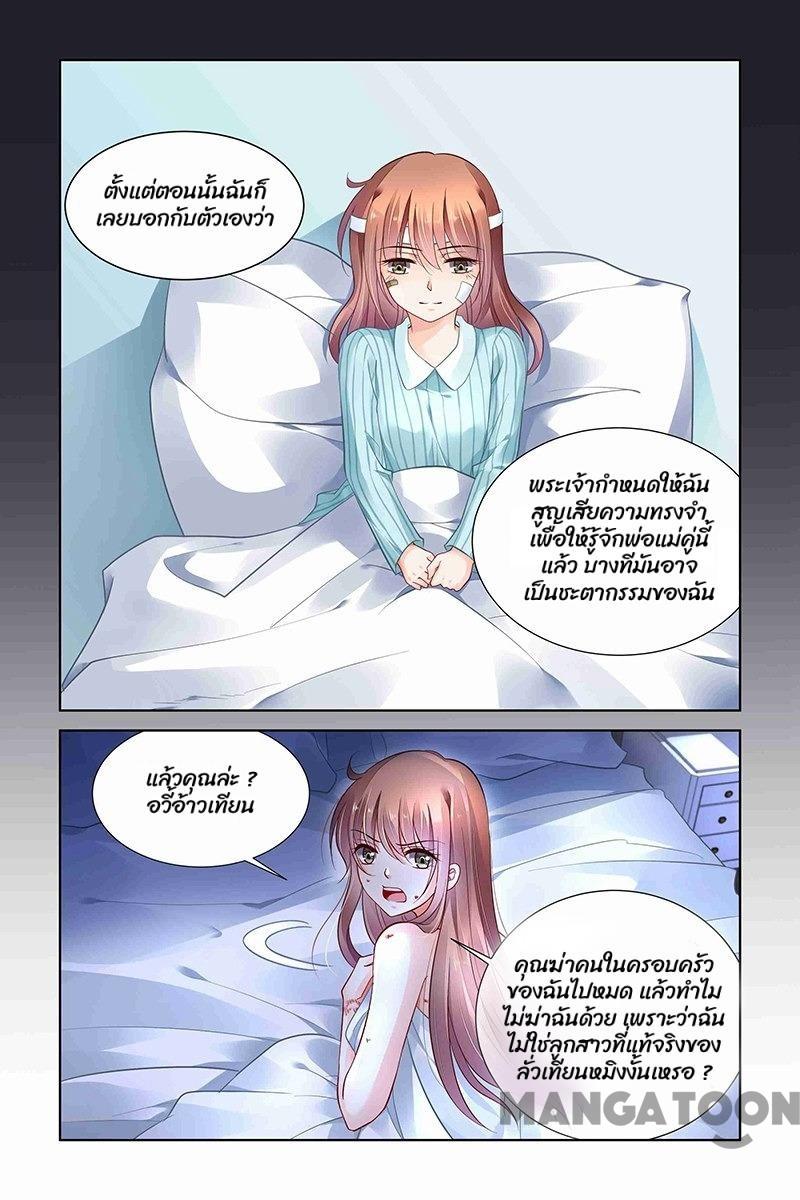 ตั้งแต่ตอนนั้นฉันก็
เลยบอกกับตัวเองว่า
พระเจ้ากำหนดให้ฉัน
สูญเสียความทรงจำ
เพื่อให้รู้จักพ่อแม่คู่นี้
แล้ว บางทีมันอาจ
เป็นชะตากรรมของฉัน
แล้วคุณล่ะ ?
อวี้อ้าวเทียน
คุณฆ่าคนในครอบครัว
ของฉันไปหมด แล้วทำไม
ไม่ฆ่าฉันด้วย เพราะว่าฉัน
ไม่ใช่ลูกสาวที่แท้จริงของ
ลั่วเทียนหมิงงั้นเหรอ ?
MANGATOON